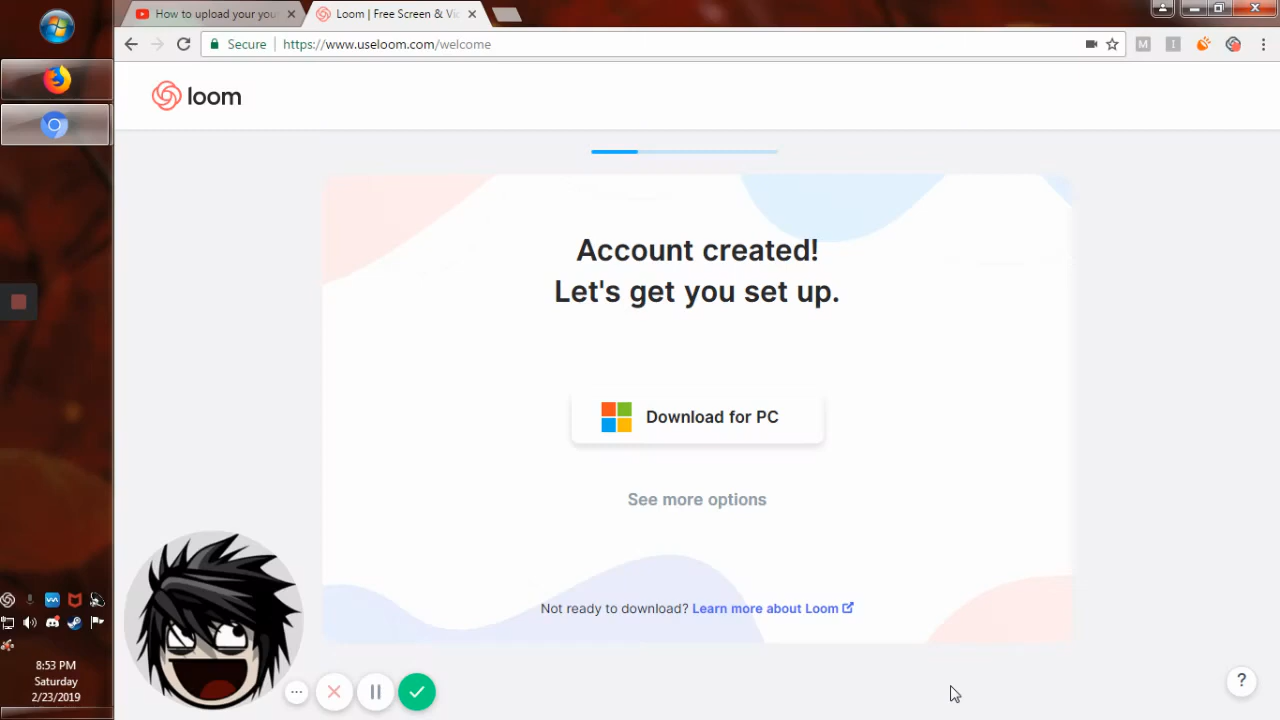 How to upload your you
Loom | Free Screen & Vi
Secure
https://www.useloom.com/welcome
loom
Account created!
Let's get you set up.
Download for PC
See more options
Not ready to download? Learn more about Loom
8:53 PM
Saturday
2/23/2019
?